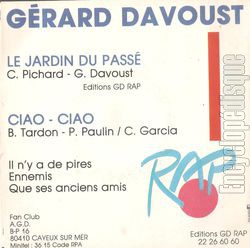 GÉRARD DAVOUST
LE JARDIN DU PASSÉ
C. Pichard - G. Davoust
Editions GD RAP
CIAO - CIAO
B. Tardon - P. Paulin / C. Garcia
Il n'y a de pires
Ennemis
Que ses anciens amis
RAP
Fan Club
A.G.D.
B-P 16
80410 CAYEUX SUR MER
Minitel : 36 15 Code RPA
Editions GD RAP
22 26 60 60